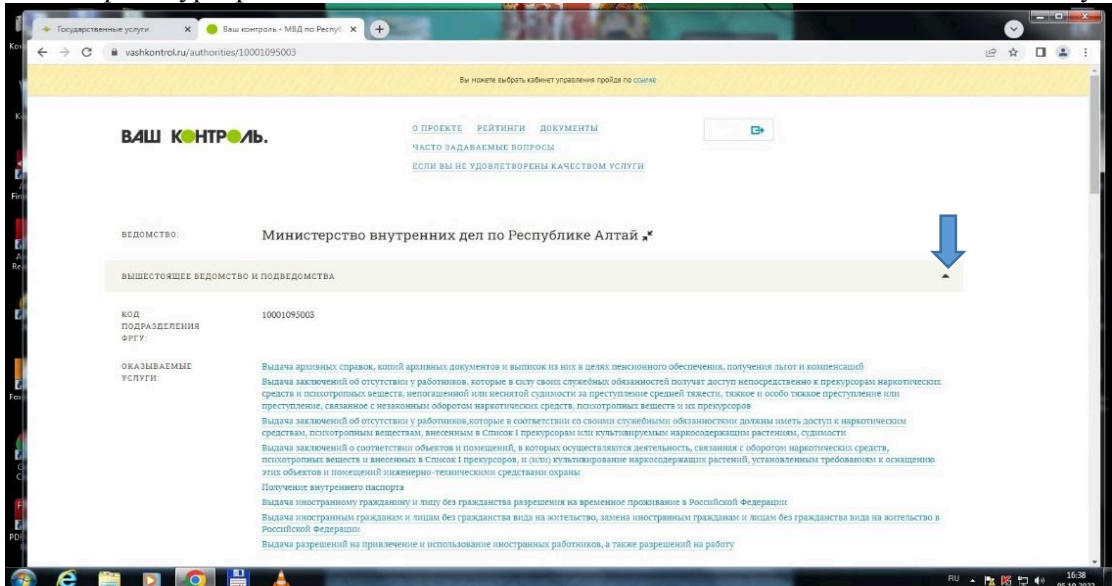 Государственные услуги
Ваш контроль - МВД по Респуб
vashkontrol.ru/authorities/10001095003
Вы можете выбрать кабинет управления пройдя по ссылке
ВАШ КОНТРОЛЬ.
О ПРОЕКТЕ РЕЙТИНГИ ДОКУМЕНТЫ
ЧАСТО ЗАДАВАЕМЫЕ ВОПРОСЫ
ЕСЛИ ВЫ НЕ УДОВЛЕТВОРЕНЫ КАЧЕСТВОМ УСЛУГИ
ВЕДОМСТВО:
Министерство внутренних дел по Республике Алтай
ВЫШЕСТОЯЩЕЕ ВЕДОМСТВО И ПОДВЕДОМСТВА
КОД
ПОДРАЗДЕЛЕНИЯ
ФРГУ:
10001095003
ОКАЗЫВАЕМЫЕ
УСЛУГИ:
Выдача архивных справок, копий архивных документов и выписок из них в целях пенсионного обеспечения, получения льгот и компенсаций
Выдача заключений об отсутствии у работников, которые в силу своих служебных обязанностей получат доступ непосредственно к прекурсорам наркотических
средств и психотропных веществ, непогашенной или неснятой судимости за преступление средней тяжести, тяжкое и особо тяжкое преступление или
преступление, связанное с незаконным оборотом наркотических средств, психотропных веществ и их прекурсоров
Выдача заключений об отсутствии у работников,которые в соответствии со своими служебными обязанностями должны иметь доступ к наркотическим
средствам, психотропным веществам, внесенным в Список I прекурсорам или культивируемым наркосодержащим растениям, судимости
Выдача заключений о соответствии объектов и помещений, в которых осуществляются деятельность, связанная с оборотом наркотических средств,
психотропных веществ и внесенных в Список I прекурсоров, и (или) культивирование наркосодержащих растений, установленным требованиям к оснащению
этих объектов и помещений инженерно-техническими средствами охраны
Получение внутреннего паспорта
Выдача иностранному гражданину и лицу без гражданства разрешения на временное проживание в Российской Федерации
Выдача иностранным гражданам и лицам без гражданства вида на жительство, замена иностранным гражданам и лицам без гражданства вида на жительство в
Российской Федерации
Выдача разрешений на привлечение и использование иностранных работников, а также разрешений на работу
RU
16:38
05.10.2022